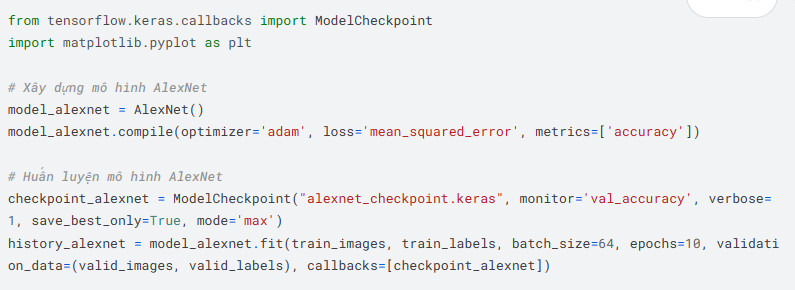 from tensorflow.keras.callbacks import ModelCheckpoint
import matplotlib.pyplot as plt
# Xây dựng mô hình AlexNet
model_alexnet = AlexNet()
model_alexnet.compile(optimizer='adam', loss='mean_squared_error', metrics=['accuracy'])
# Huấn luyện mô hình AlexNet
checkpoint_alexnet = ModelCheckpoint("alexnet_checkpoint.keras", monitor='val_accuracy', verbose=
1, save_best_only=True, mode='max')
history_alexnet = model_alexnet.fit(train_images, train_labels, batch_size=64, epochs=10, validati
on_data=(valid_images, valid_labels), callbacks=[checkpoint_alexnet])